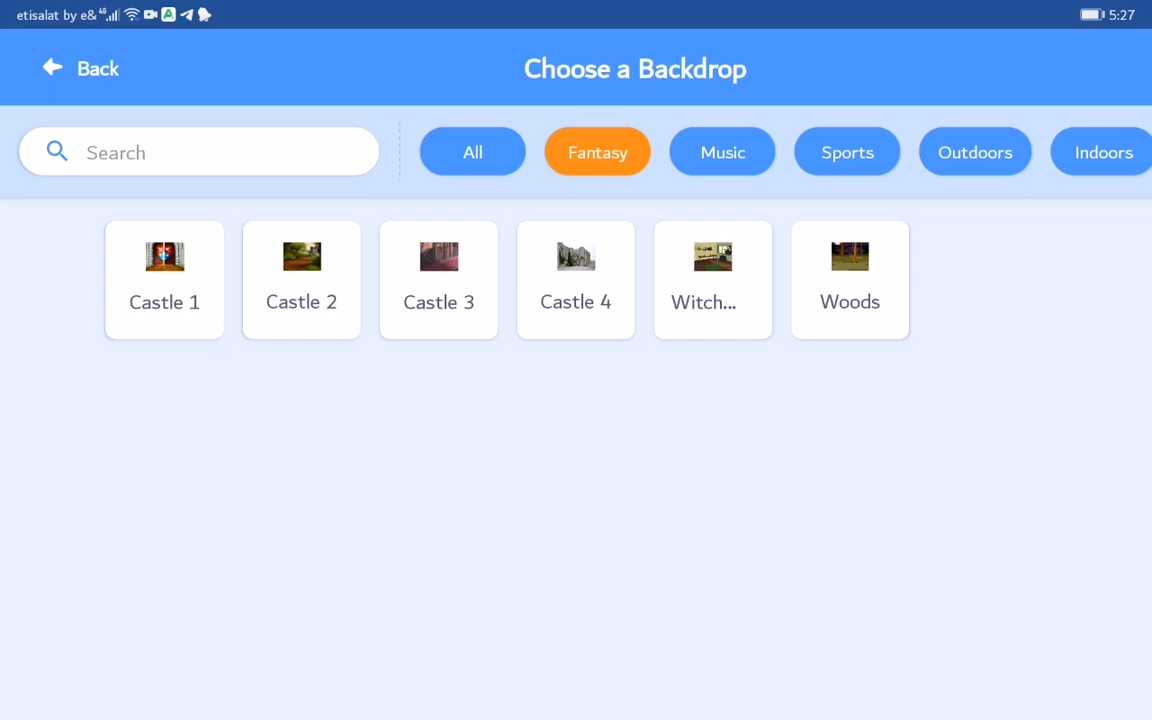 etisalat by e& 4G 5:27
Back Choose a Backdrop
Search All Fantasy Music Sports Outdoors Indoors
Castle 1 Castle 2 Castle 3 Castle 4 Witch... Woods